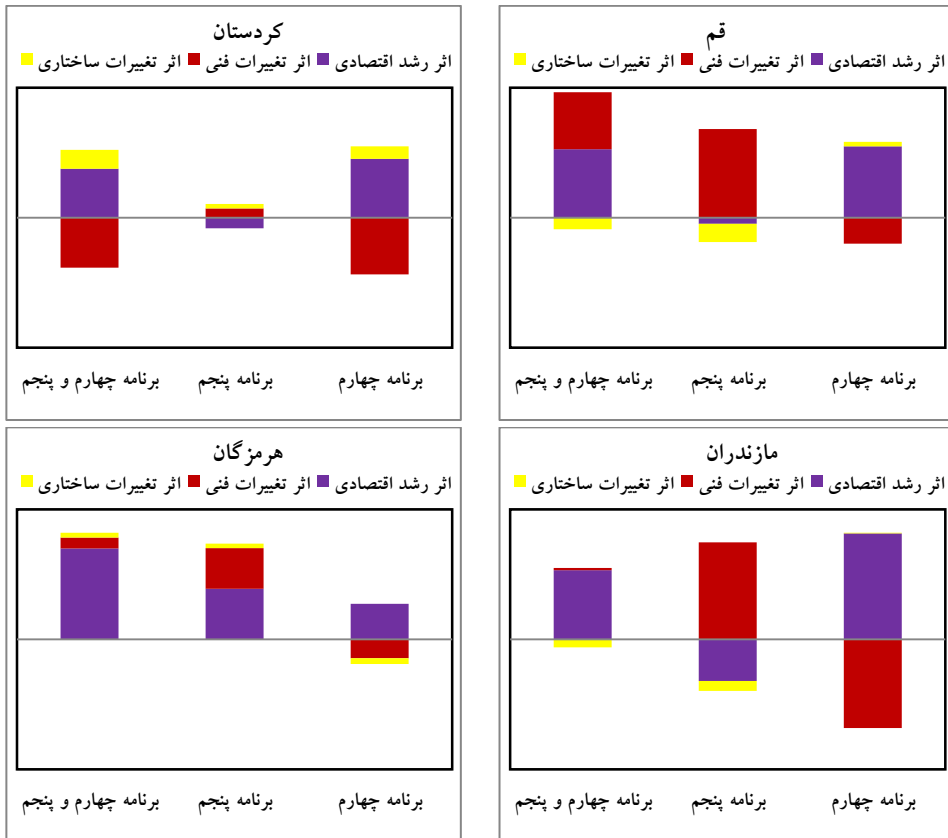 قم
اثر رشد اقتصادی اثر تغییرات فنی اثر تغییرات ساختاری
برنامه چهارم برنامه پنجم برنامه چهارم و پنجم
کردستان
اثر رشد اقتصادی اثر تغییرات فنی اثر تغییرات ساختاری
برنامه چهارم برنامه پنجم برنامه چهارم و پنجم
مازندران
اثر رشد اقتصادی اثر تغییرات فنی اثر تغییرات ساختاری
برنامه چهارم برنامه پنجم برنامه چهارم و پنجم
هرمزگان
اثر رشد اقتصادی اثر تغییرات فنی اثر تغییرات ساختاری
برنامه چهارم برنامه پنجم برنامه چهارم و پنجم